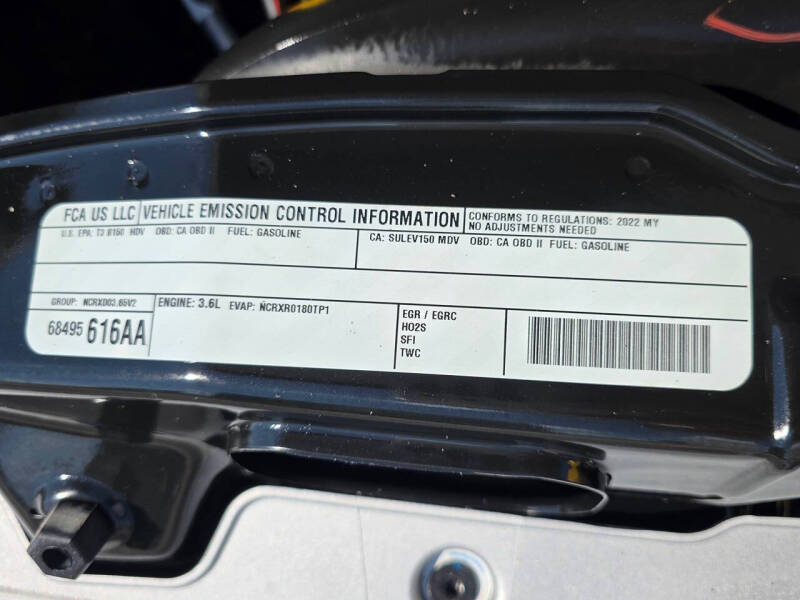 FCA US LLC VEHICLE EMISSION CONTROL INFORMATION CONFORMS TO REGULATIONS: 2022 MY
NO ADJUSTMENTS NEEDED
U.S. EPA: T3 B150 MDV OBD: CA OBD II FUEL: GASOLINE
CA: SULEV150 MDV OBD: CA OBD II FUEL: GASOLINE
GROUP: NCRXD03.65V2
68495 616AA
ENGINE: 3.6L EVAP: NCRXR0180TP1
EGR / EGRC
HO2S
SFI
TWC